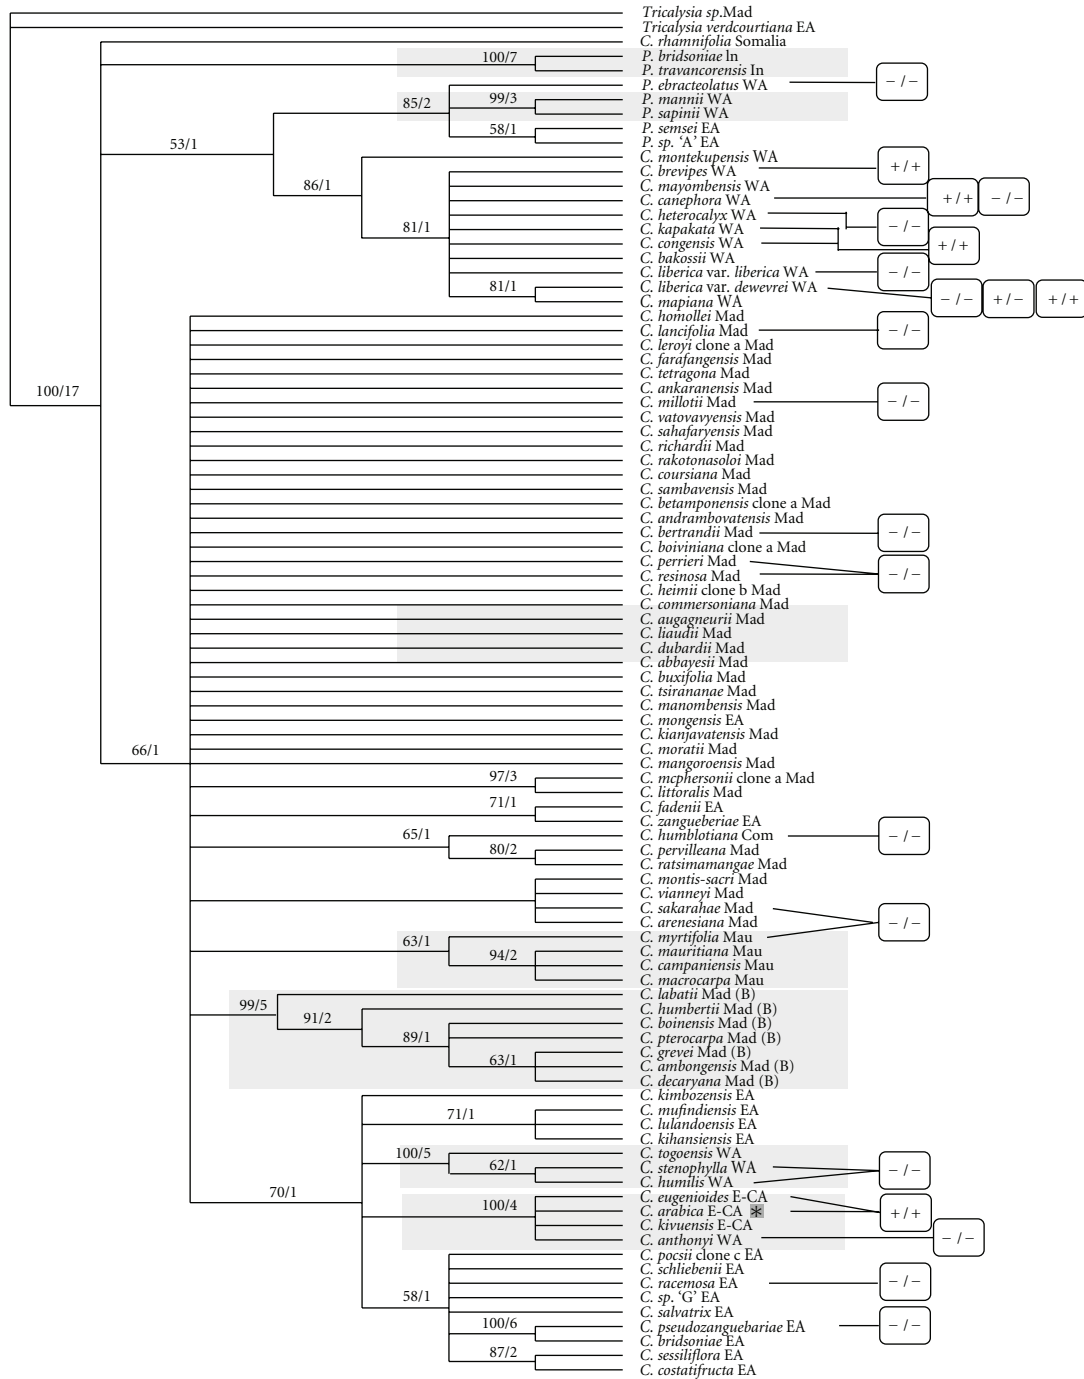 Tricalysia sp.Mad
Tricalysia verdcourtiana EA
C. rhamnifolia Somalia
100/7
P. bridsoniae ln
P. travancorensis In
P. ebracteolatus WA
− / −
85/2
99/3
P. mannii WA
P. sapinii WA
58/1
P. semsei EA
P. sp. ‘A’ EA
53/1
C. montekupensis WA
C. brevipes WA
+ / +
86/1
C. mayombensis WA
C. canephora WA
+ / +
− / −
C. heterocalyx WA
− / −
81/1
C. kapakata WA
C. congensis WA
+ / +
C. bakossii WA
C. liberica var. liberica WA
− / −
81/1
C. liberica var. dewevrei WA
− / −
+ / −
+ / +
C. mapiana WA
C. homollei Mad
C. lancifolia Mad
− / −
C. leroyi clone a Mad
C. farafangensis Mad
C. tetragona Mad
100/17
C. ankaranensis Mad
C. millotii Mad
− / −
C. vatovavyensis Mad
C. sahafaryensis Mad
C. richardii Mad
C. rakotonasoloi Mad
C. coursiana Mad
C. sambavensis Mad
C. betamponensis clone a Mad
C. andrambovatensis Mad
C. bertrandii Mad
− / −
C. boiviniana clone a Mad
C. perrieri Mad
C. resinosa Mad
− / −
C. heimii clone b Mad
C. commersoniana Mad
C. augagneurii Mad
C. liaudii Mad
C. dubardii Mad
C. abbayesii Mad
C. buxifolia Mad
C. tsirananae Mad
C. manombensis Mad
C. mongensis EA
C. kianjavatensis Mad
C. moratii Mad
66/1
C. mangoroensis Mad
97/3
C. mcphersonii clone a Mad
C. littoralis Mad
71/1
C. fadenii EA
C. zangueberiae EA
65/1
C. humblotiana Com
− / −
80/2
C. pervilleana Mad
C. ratsimamangae Mad
C. montis-sacri Mad
C. vianneyi Mad
C. sakarahae Mad
− / −
C. arenesiana Mad
63/1
C. myrtifolia Mau
94/2
C. mauritiana Mau
C. campaniensis Mau
C. macrocarpa Mau
99/5
C. labatii Mad (B)
91/2
C. humbertii Mad (B)
89/1
C. boinensis Mad (B)
C. pterocarpa Mad (B)
63/1
C. grevei Mad (B)
C. ambongensis Mad (B)
C. decaryana Mad (B)
C. kimbozensis EA
71/1
C. mufindiensis EA
C. lulandoensis EA
C. kihansiensis EA
100/5
C. togoensis WA
62/1
C. stenophylla WA
− / −
C. humilis WA
70/1
100/4
C. eugenioides E-CA
C. arabica E-CA *
+ / +
C. kivuensis E-CA
C. anthonyi WA
− / −
C. pocsii clone c EA
C. schliebenii EA
C. racemosa EA
− / −
58/1
C. sp. ‘G’ EA
C. salvatrix EA
100/6
C. pseudozanguebariae EA
− / −
C. bridsoniae EA
87/2
C. sessiliflora EA
C. costatifructa EA